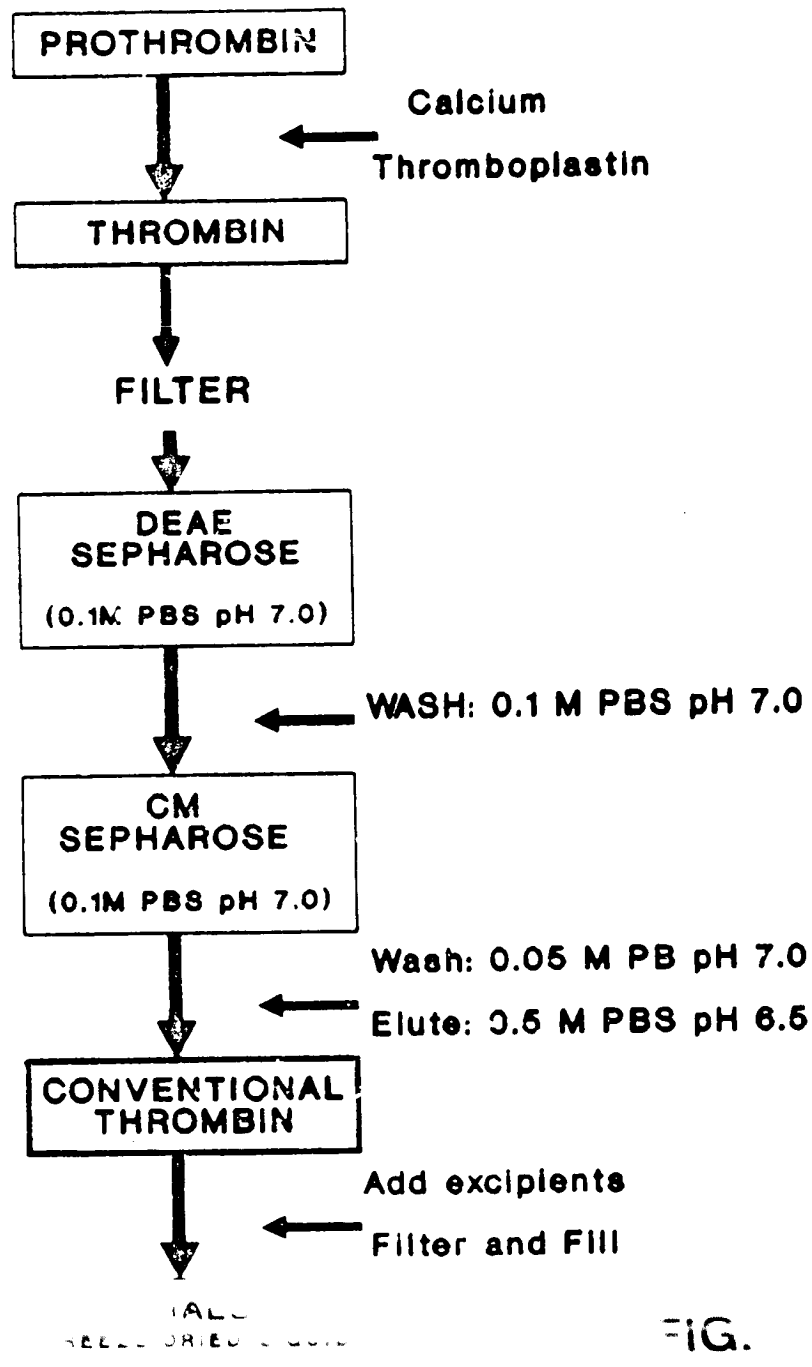 PROTHROMBIN
Calcium
Thromboplastin
THROMBIN
FILTER
DEAE
SEPHAROSE
(0.1M PBS pH 7.0)
WASH: 0.1 M PBS pH 7.0
CM
SEPHAROSE
(0.1M PBS pH 7.0)
Wash: 0.05 M PB pH 7.0
Elute: 0.5 M PBS pH 6.5
CONVENTIONAL
THROMBIN
Add excipients
Filter and Fill
FIG.